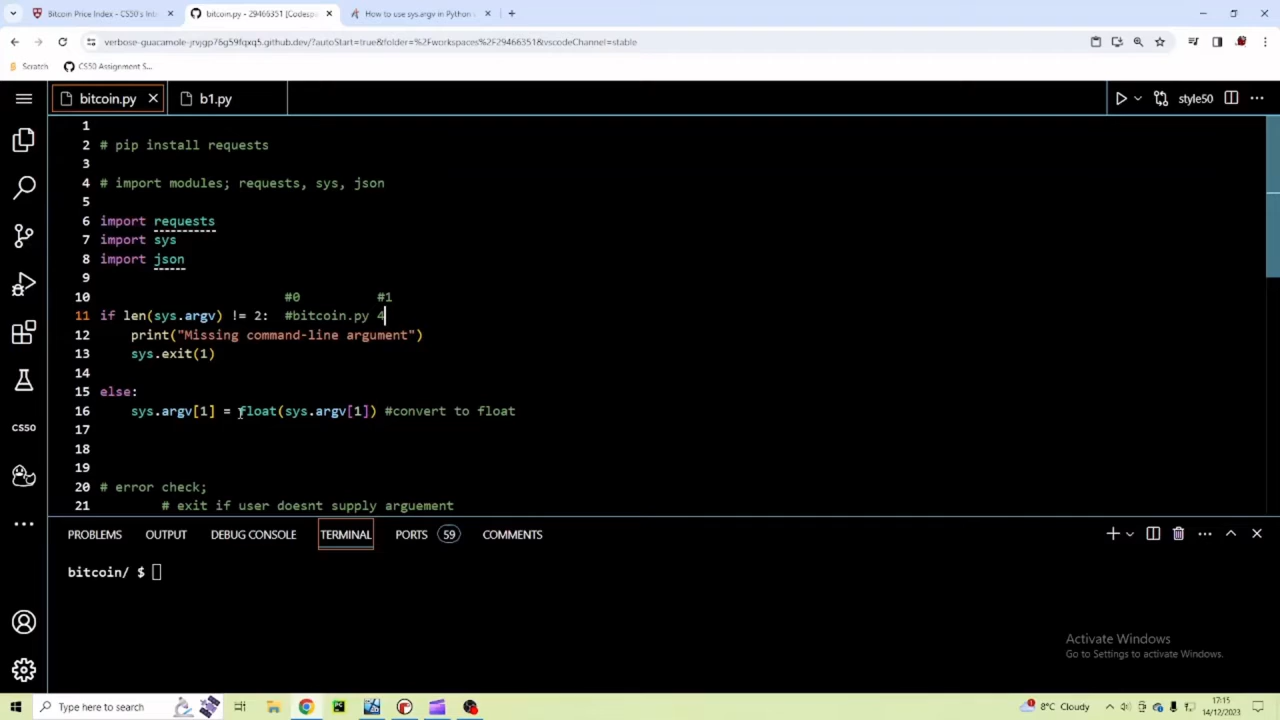 Bitcoin Price Index - CS50's Int
bitcoin.py - 29466351 [Codespa
How to use sys.argv in Python
verbose-guacamole-jrvjgp76g59fqxq5.github.dev/?autoStart=true&folder=%2Fworkspaces%2F29466351&vscodeChannel=stable
Scratch
CS50 Assignment S...
bitcoin.py
b1.py
style50
1
2 # pip install requests
3
4 # import modules; requests, sys, json
5
6 import requests
7 import sys
8 import json
9
10 #0 #1
11 if len(sys.argv) != 2: #bitcoin.py 4
12 print("Missing command-line argument")
13 sys.exit(1)
14
15 else:
16 sys.argv[1] = float(sys.argv[1]) #convert to float
17
18
19
20 # error check;
21 # exit if user doesnt supply arguement
CS50
PROBLEMS OUTPUT DEBUG CONSOLE TERMINAL PORTS 59 COMMENTS
bitcoin/ $
Activate Windows
Go to Settings to activate Windows.
Type here to search
8°C Cloudy
17:15
14/12/2023